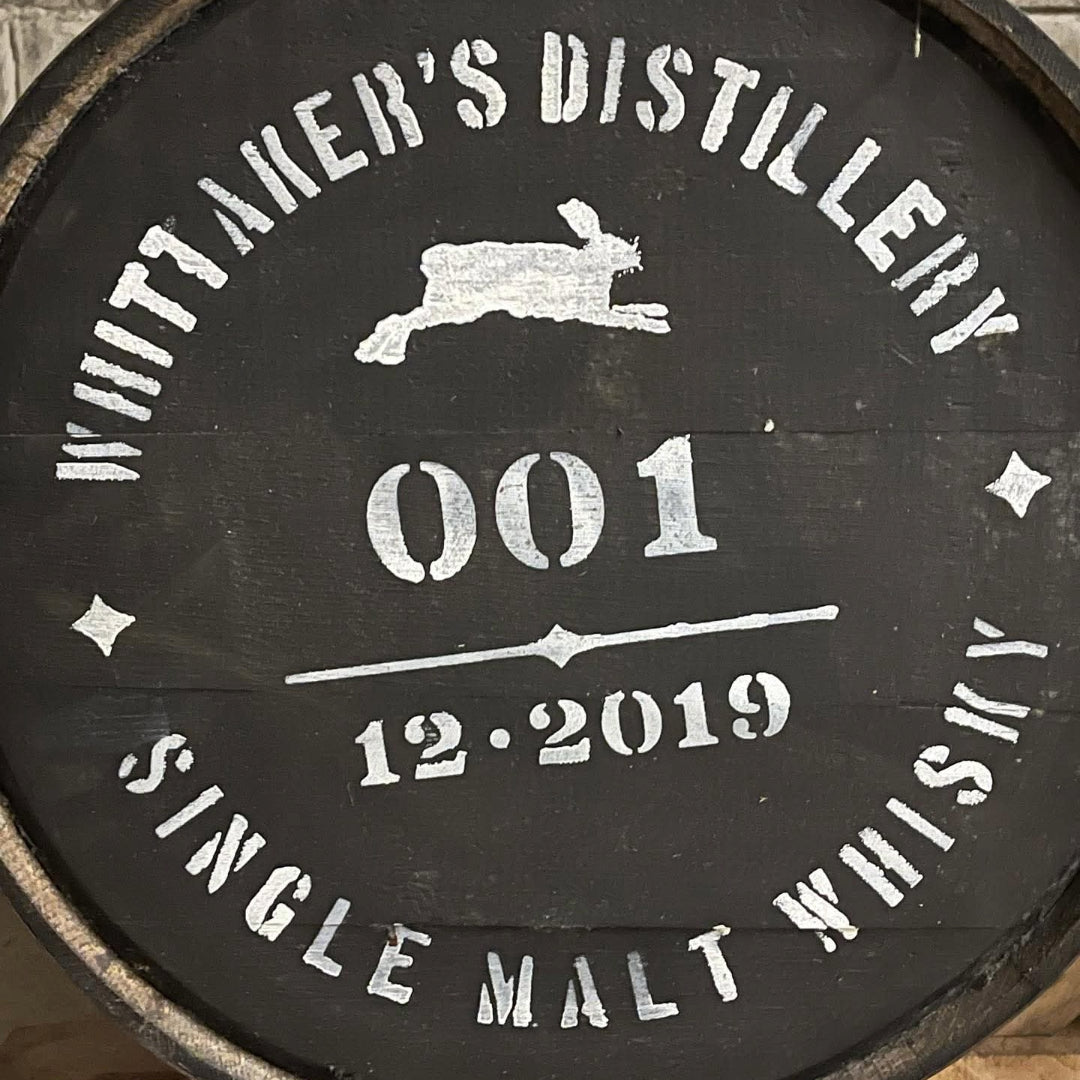 WHITTAKER'S DISTILLERY
001
12·2019
SINGLE MALT WHISKY